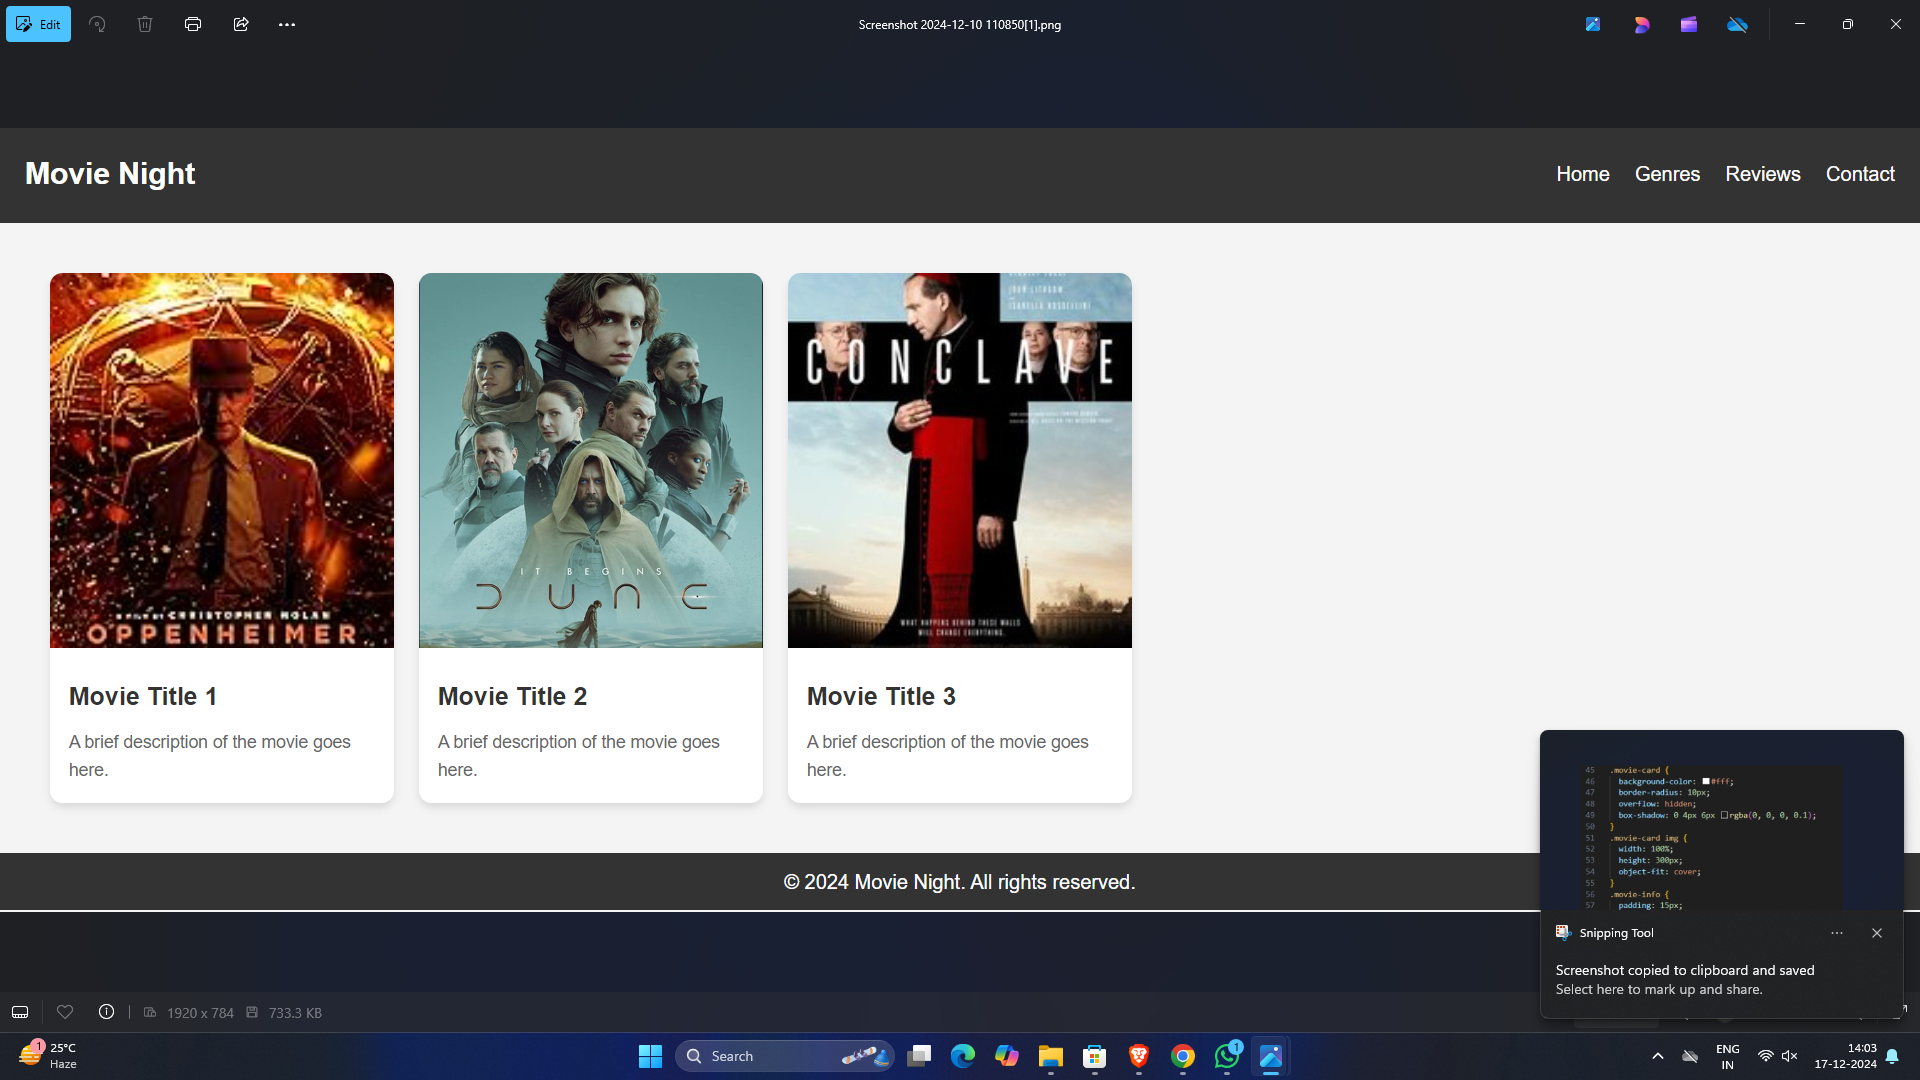 Edit
Screenshot 2024-12-10 110850[1].png
Movie Night
Home Genres Reviews Contact
A FILM BY CHRISTOPHER NOLAN
OPPENHEIMER
IT BEGINS
DUNE
JOHN LITHGOW
ISABELLA ROSSELLINI
CONCLAVE
WHAT HAPPENS BEHIND THESE WALLS
WILL CHANGE EVERYTHING.
Movie Title 1
A brief description of the movie goes
here.
Movie Title 2
A brief description of the movie goes
here.
Movie Title 3
A brief description of the movie goes
here.
© 2024 Movie Night. All rights reserved.
45 .movie-card {
46 background-color: #fff;
47 border-radius: 10px;
48 overflow: hidden;
49 box-shadow: 0 4px 6px rgba(0, 0, 0, 0.1);
50 }
51 .movie-card img {
52 width: 100%;
53 height: 300px;
54 object-fit: cover;
55 }
56 .movie-info {
57 padding: 15px;
Snipping Tool
Screenshot copied to clipboard and saved
Select here to mark up and share.
1920 x 784 733.3 KB
1
25°C
Haze
Search
1
ENG
IN
14:03
17-12-2024